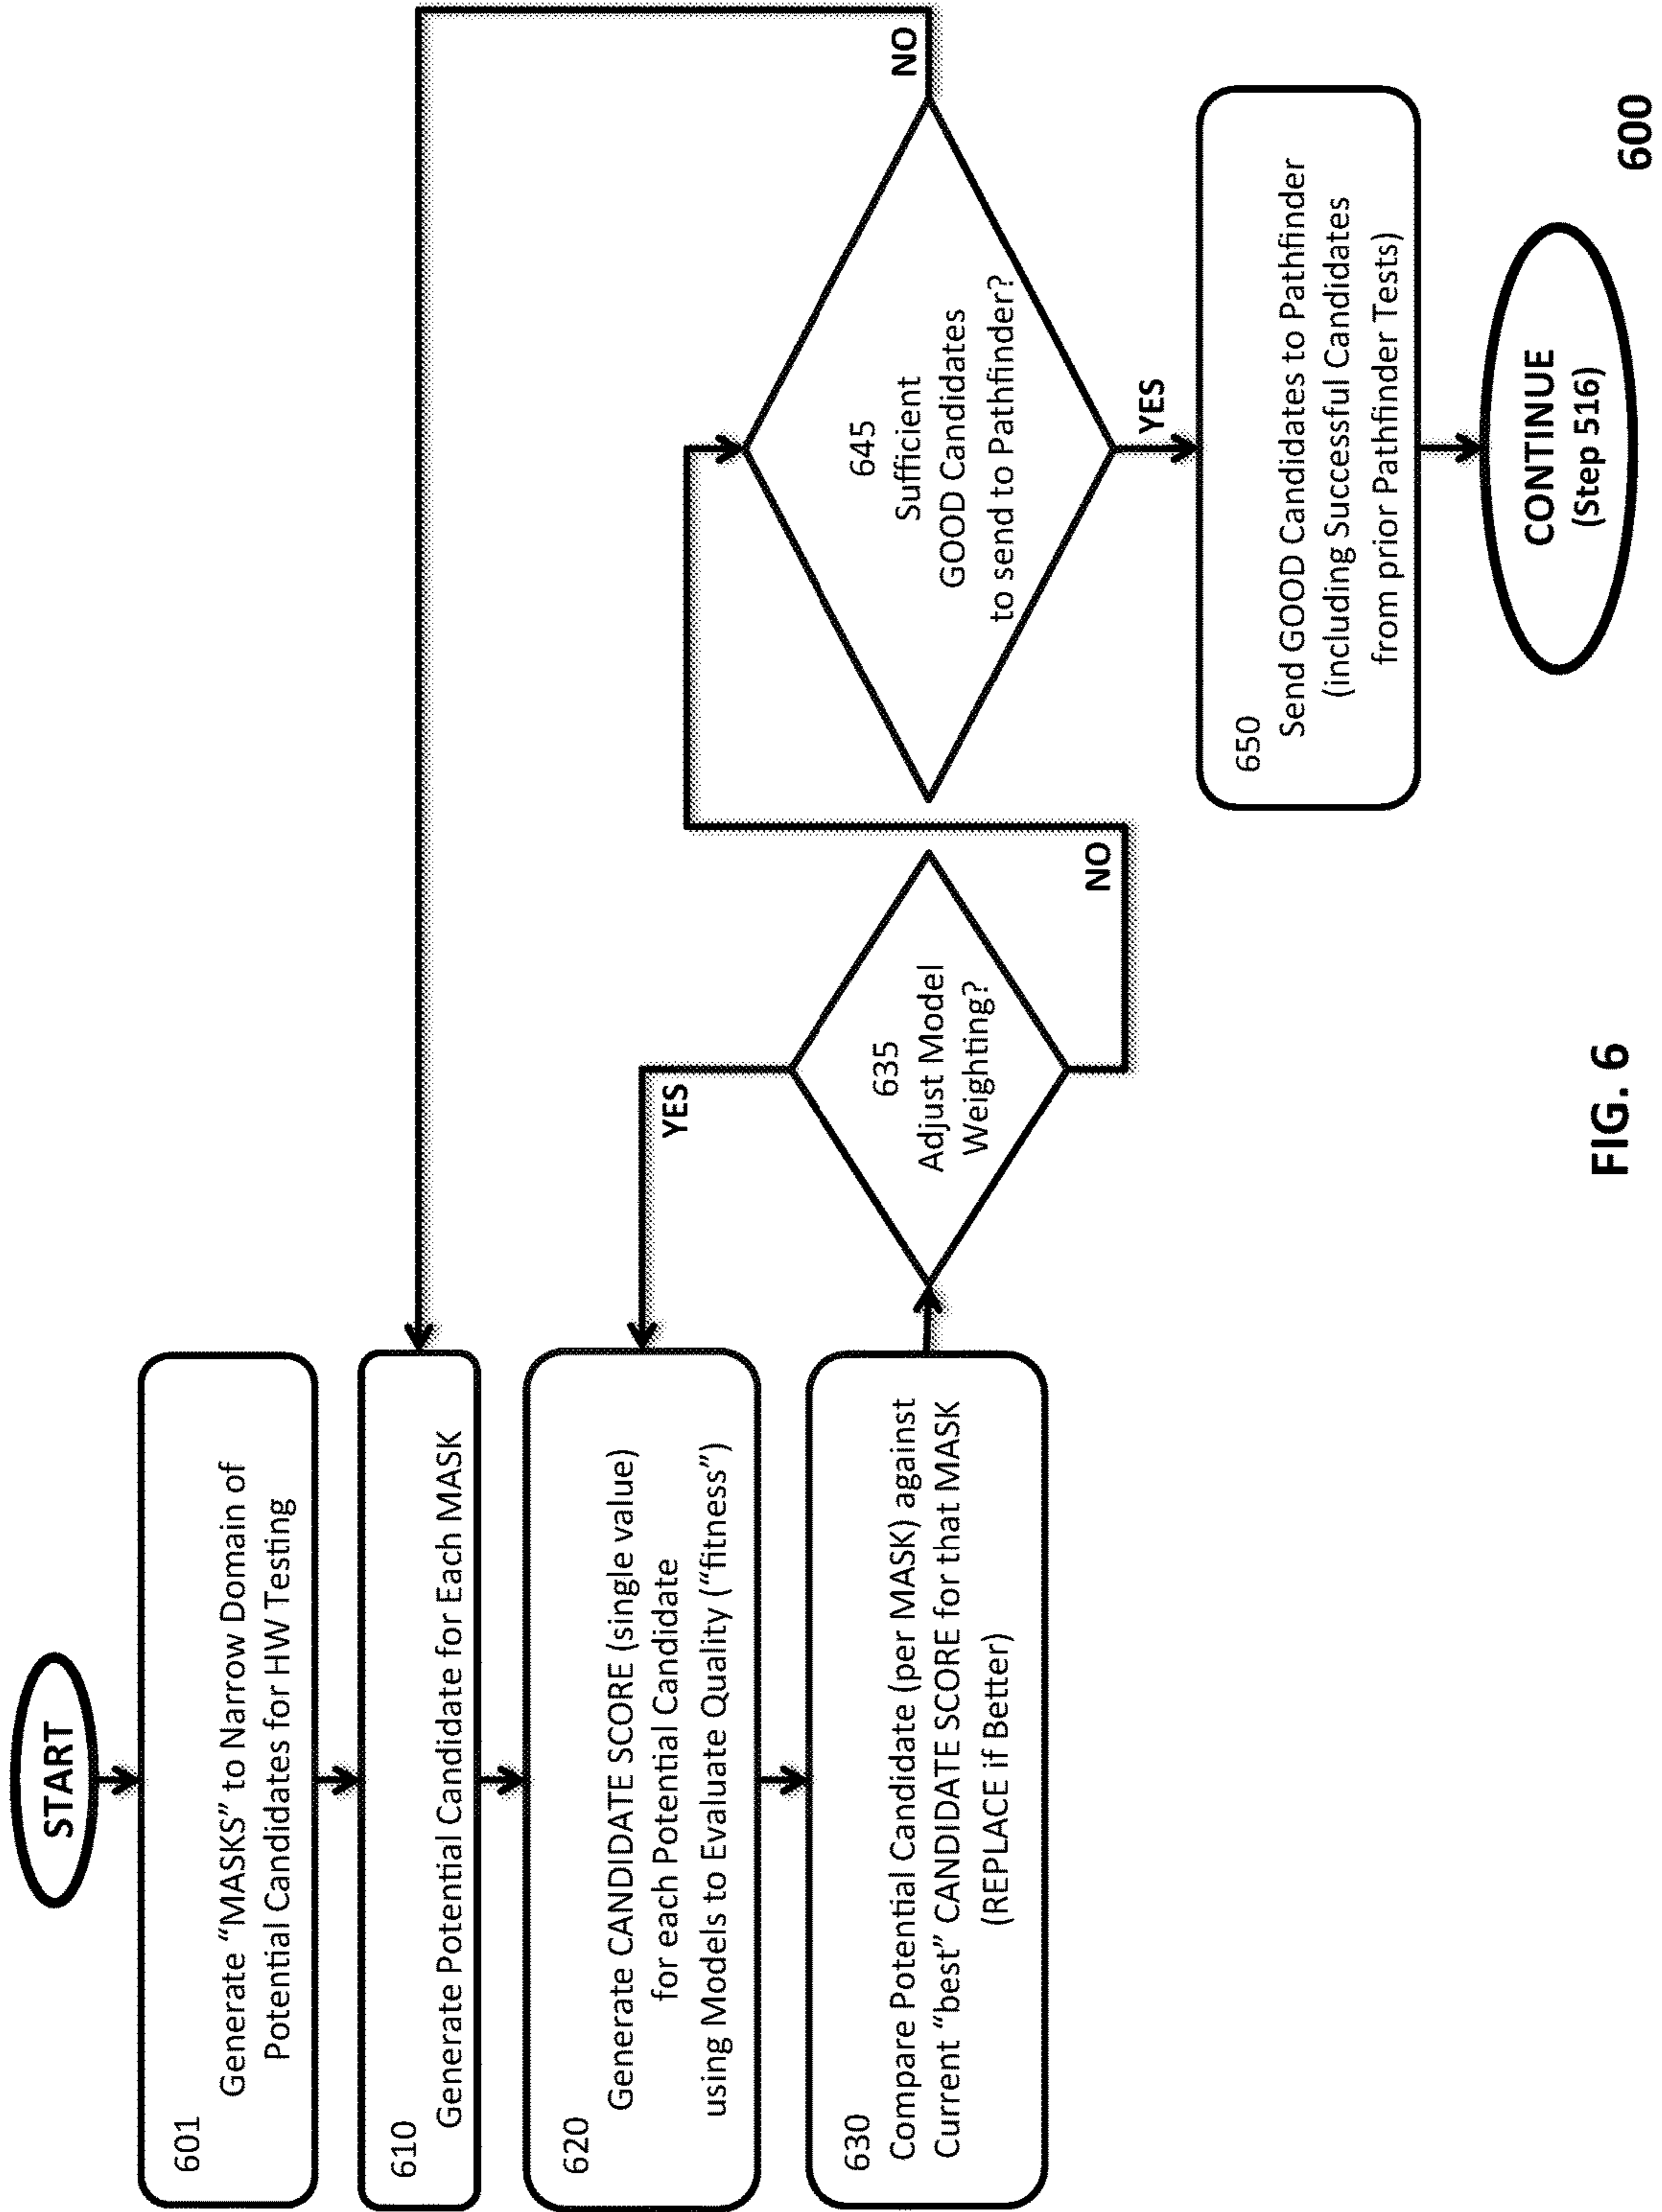 START
601
Generate “MASKS” to Narrow Domain of
Potential Candidates for HW Testing
610
Generate Potential Candidate for Each MASK
620
Generate CANDIDATE SCORE (single value)
for each Potential Candidate
using Models to Evaluate Quality (“fitness”)
630
Compare Potential Candidate (per MASK) against
Current “best” CANDIDATE SCORE for that MASK
(REPLACE if Better)
YES
635
Adjust Model
Weighting?
NO
645
Sufficient
GOOD Candidates
to send to Pathfinder?
NO
YES
650
Send GOOD Candidates to Pathfinder
(including Successful Candidates
from prior Pathfinder Tests)
CONTINUE
(Step 516)
FIG. 6
600